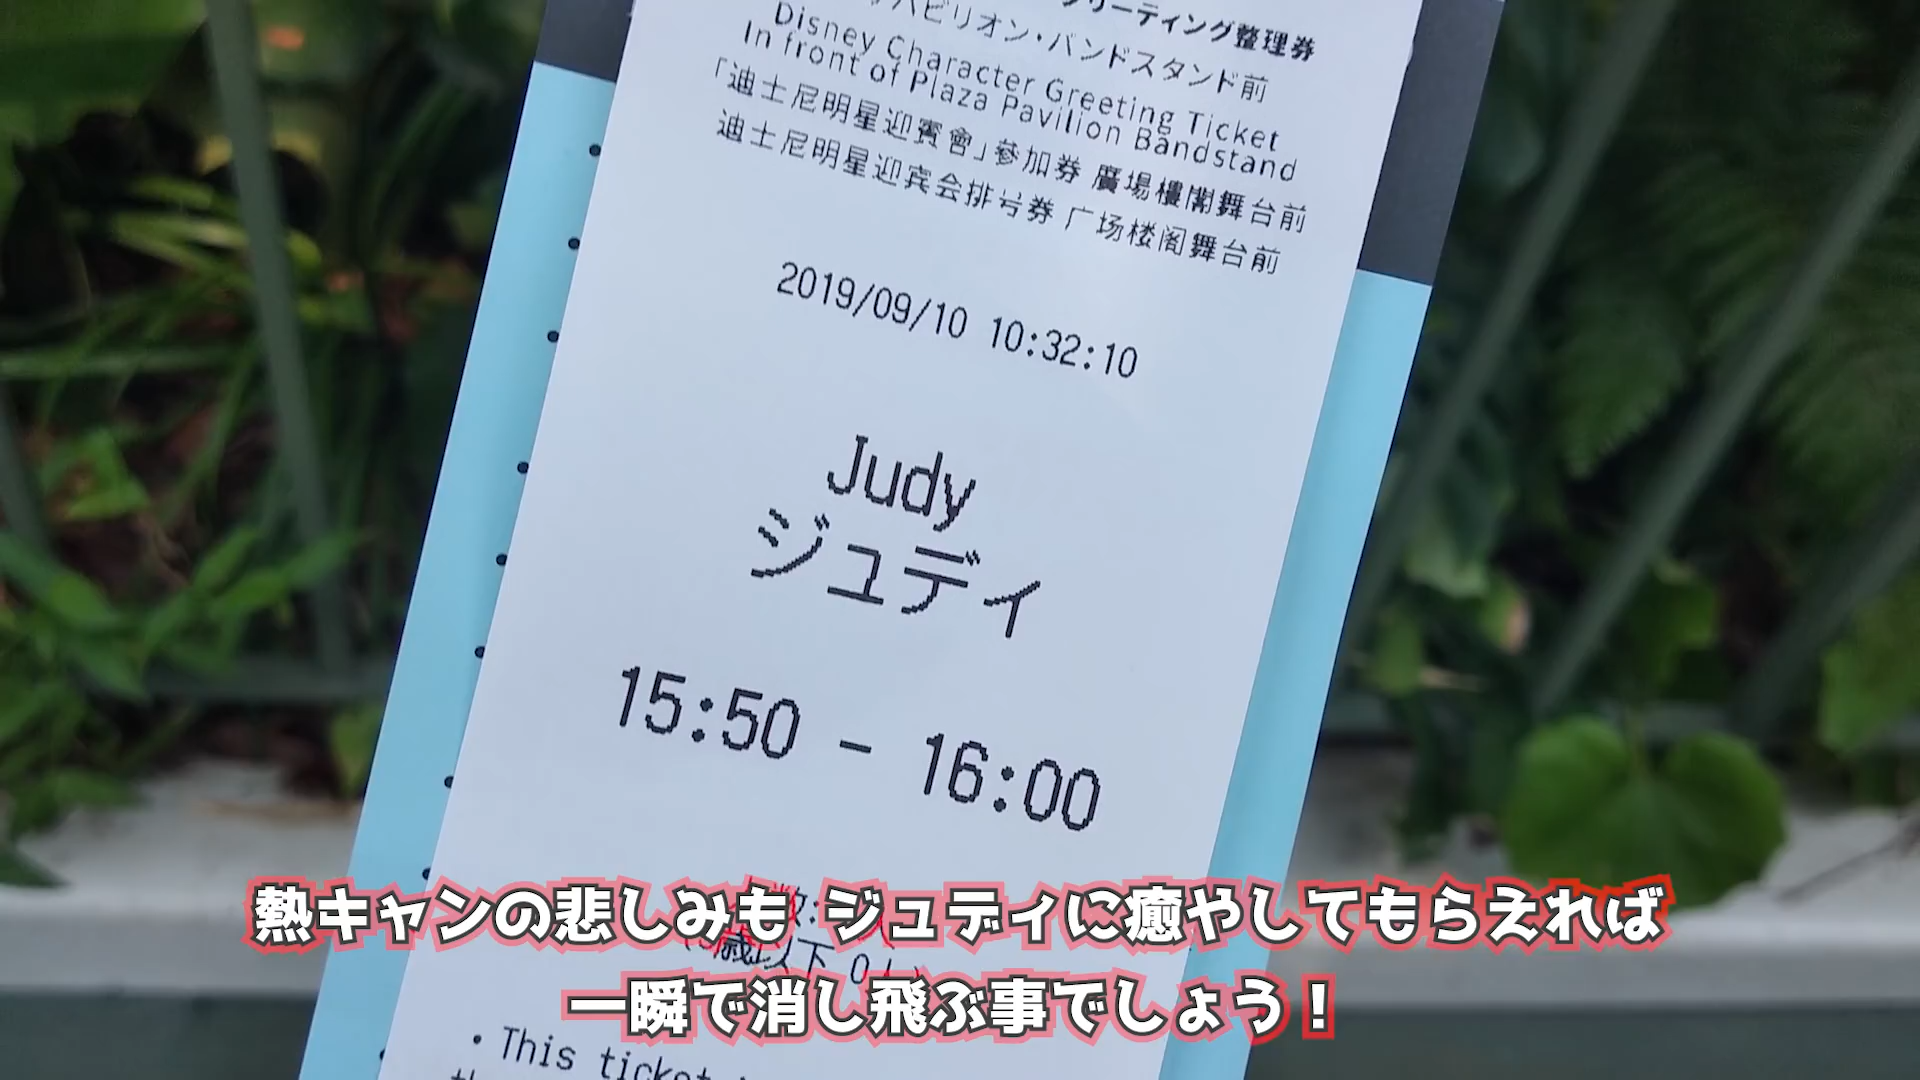 リーティング整理券
パビリオン・バンドスタンド前
Disney Character Greeting Ticket
In front of Plaza Pavilion Bandstand
「迪士尼明星迎賓會」參加券 廣場樓閣舞台前
迪士尼明星迎宾会排号券 广场楼阁舞台前
2019/09/10 10:32:10
Judy
ジュディ
15:50 - 16:00
歳以下 0
熱キャンの悲しみも ジュディに癒やしてもらえれば
一瞬で消し飛ぶ事でしょう！
・This ticket